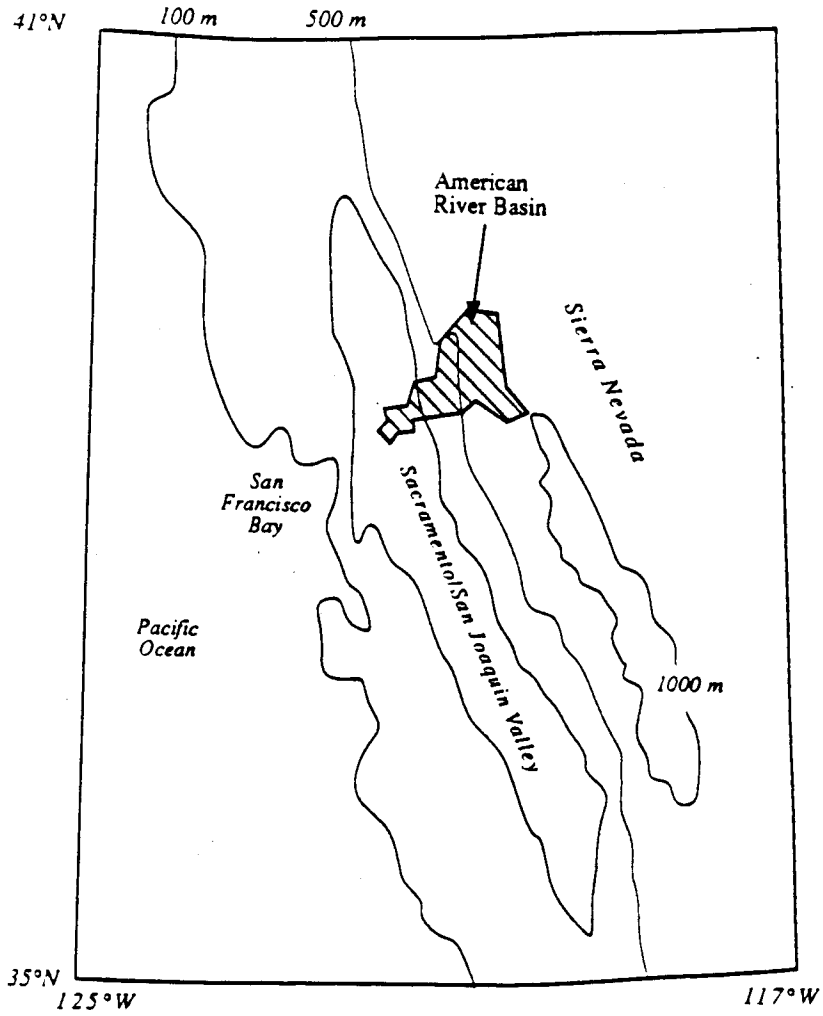 41°N
100 m
500 m
American
River Basin
Sierra Nevada
San
Francisco
Bay
Sacramento/San Joaquin Valley
Pacific
Ocean
1000 m
35°N
125°W
117°W